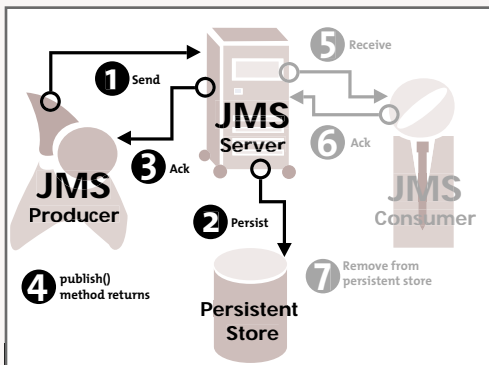 1 Send
JMS
Server
5 Receive
6 Ack
3 Ack
JMS
Producer
JMS
Consumer
2 Persist
4 publish()
method returns
7 Remove from
persistent store
Persistent
Store